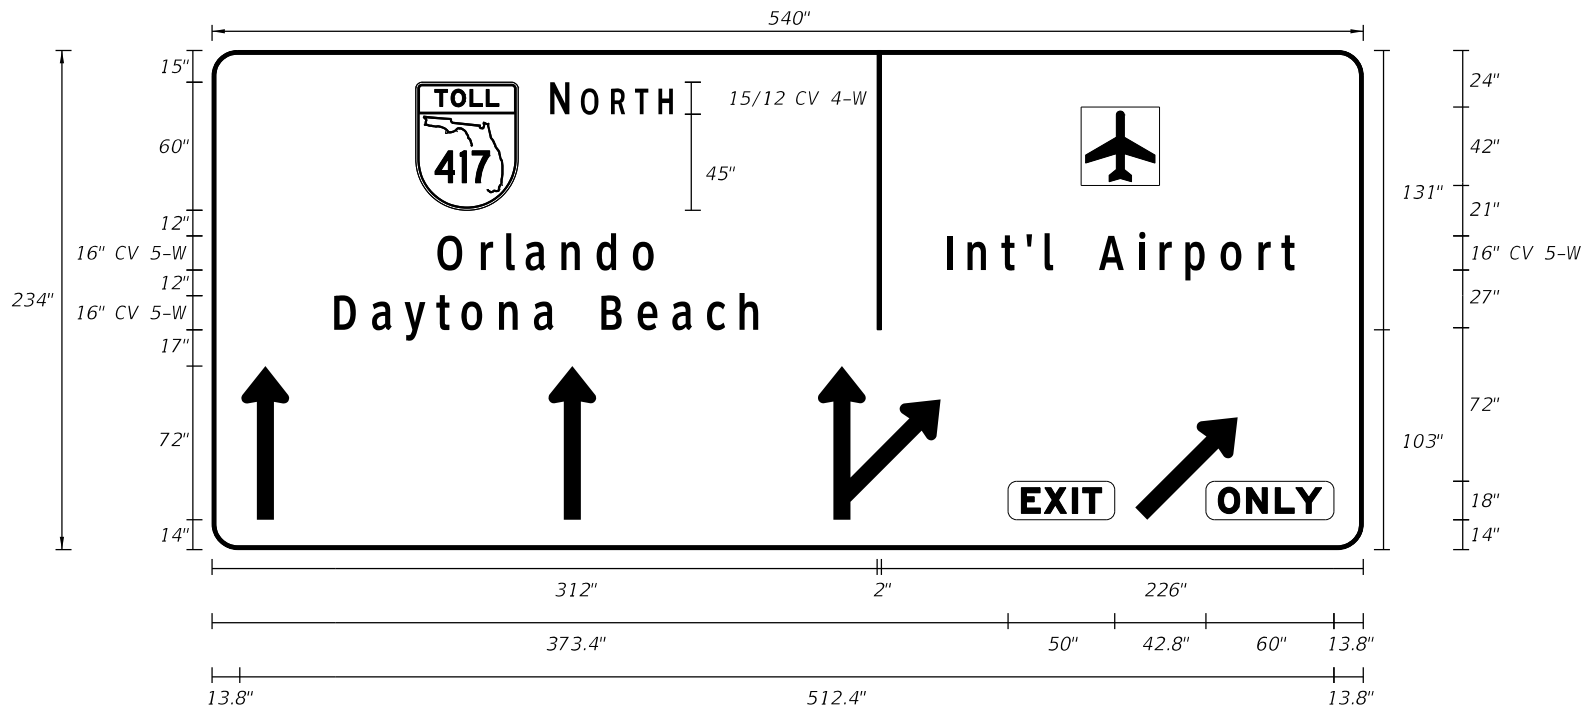 540"
15"
TOLL
417
NORTH
15/12 CV 4-W
24"
60"
45"
42"
131"
12"
21"
16" CV 5-W
Orlando
Int'l Airport
16" CV 5-W
12"
27"
234"
16" CV 5-W
Daytona Beach
17"
72"
72"
103"
EXIT
ONLY
18"
14"
14"
312"
2"
226"
373.4"
50"
42.8"
60"
13.8"
13.8"
512.4"
13.8"